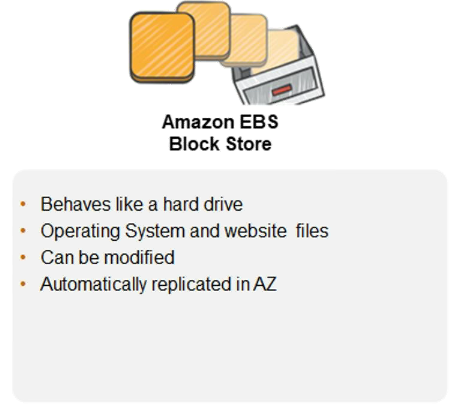 Amazon EBS
Block Store
• Behaves like a hard drive
• Operating System and website files
• Can be modified
• Automatically replicated in AZ